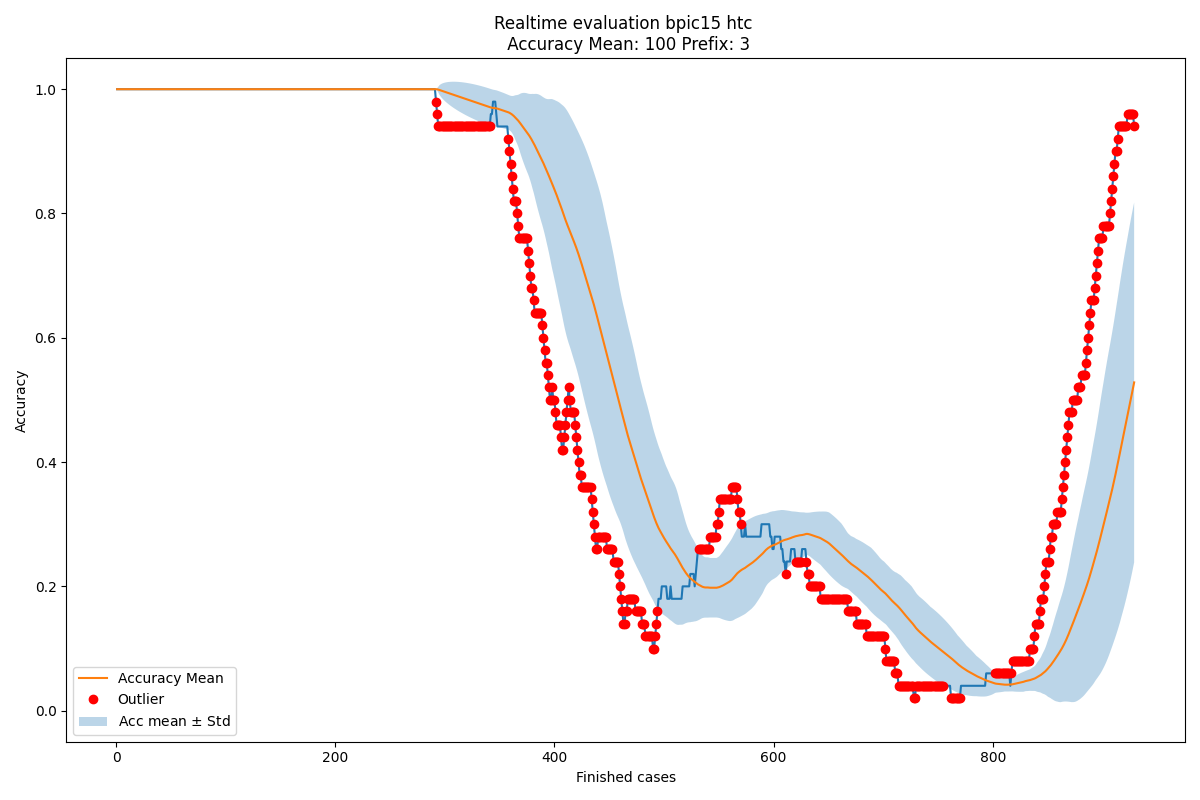 Realtime evaluation bpic15 htc
Accuracy Mean: 100 Prefix: 3
1.0
0.8
0.6
0.4
0.2
0.0
Accuracy
Accuracy Mean
Outlier
Acc mean ± Std
0 200 400 600 800
Finished cases